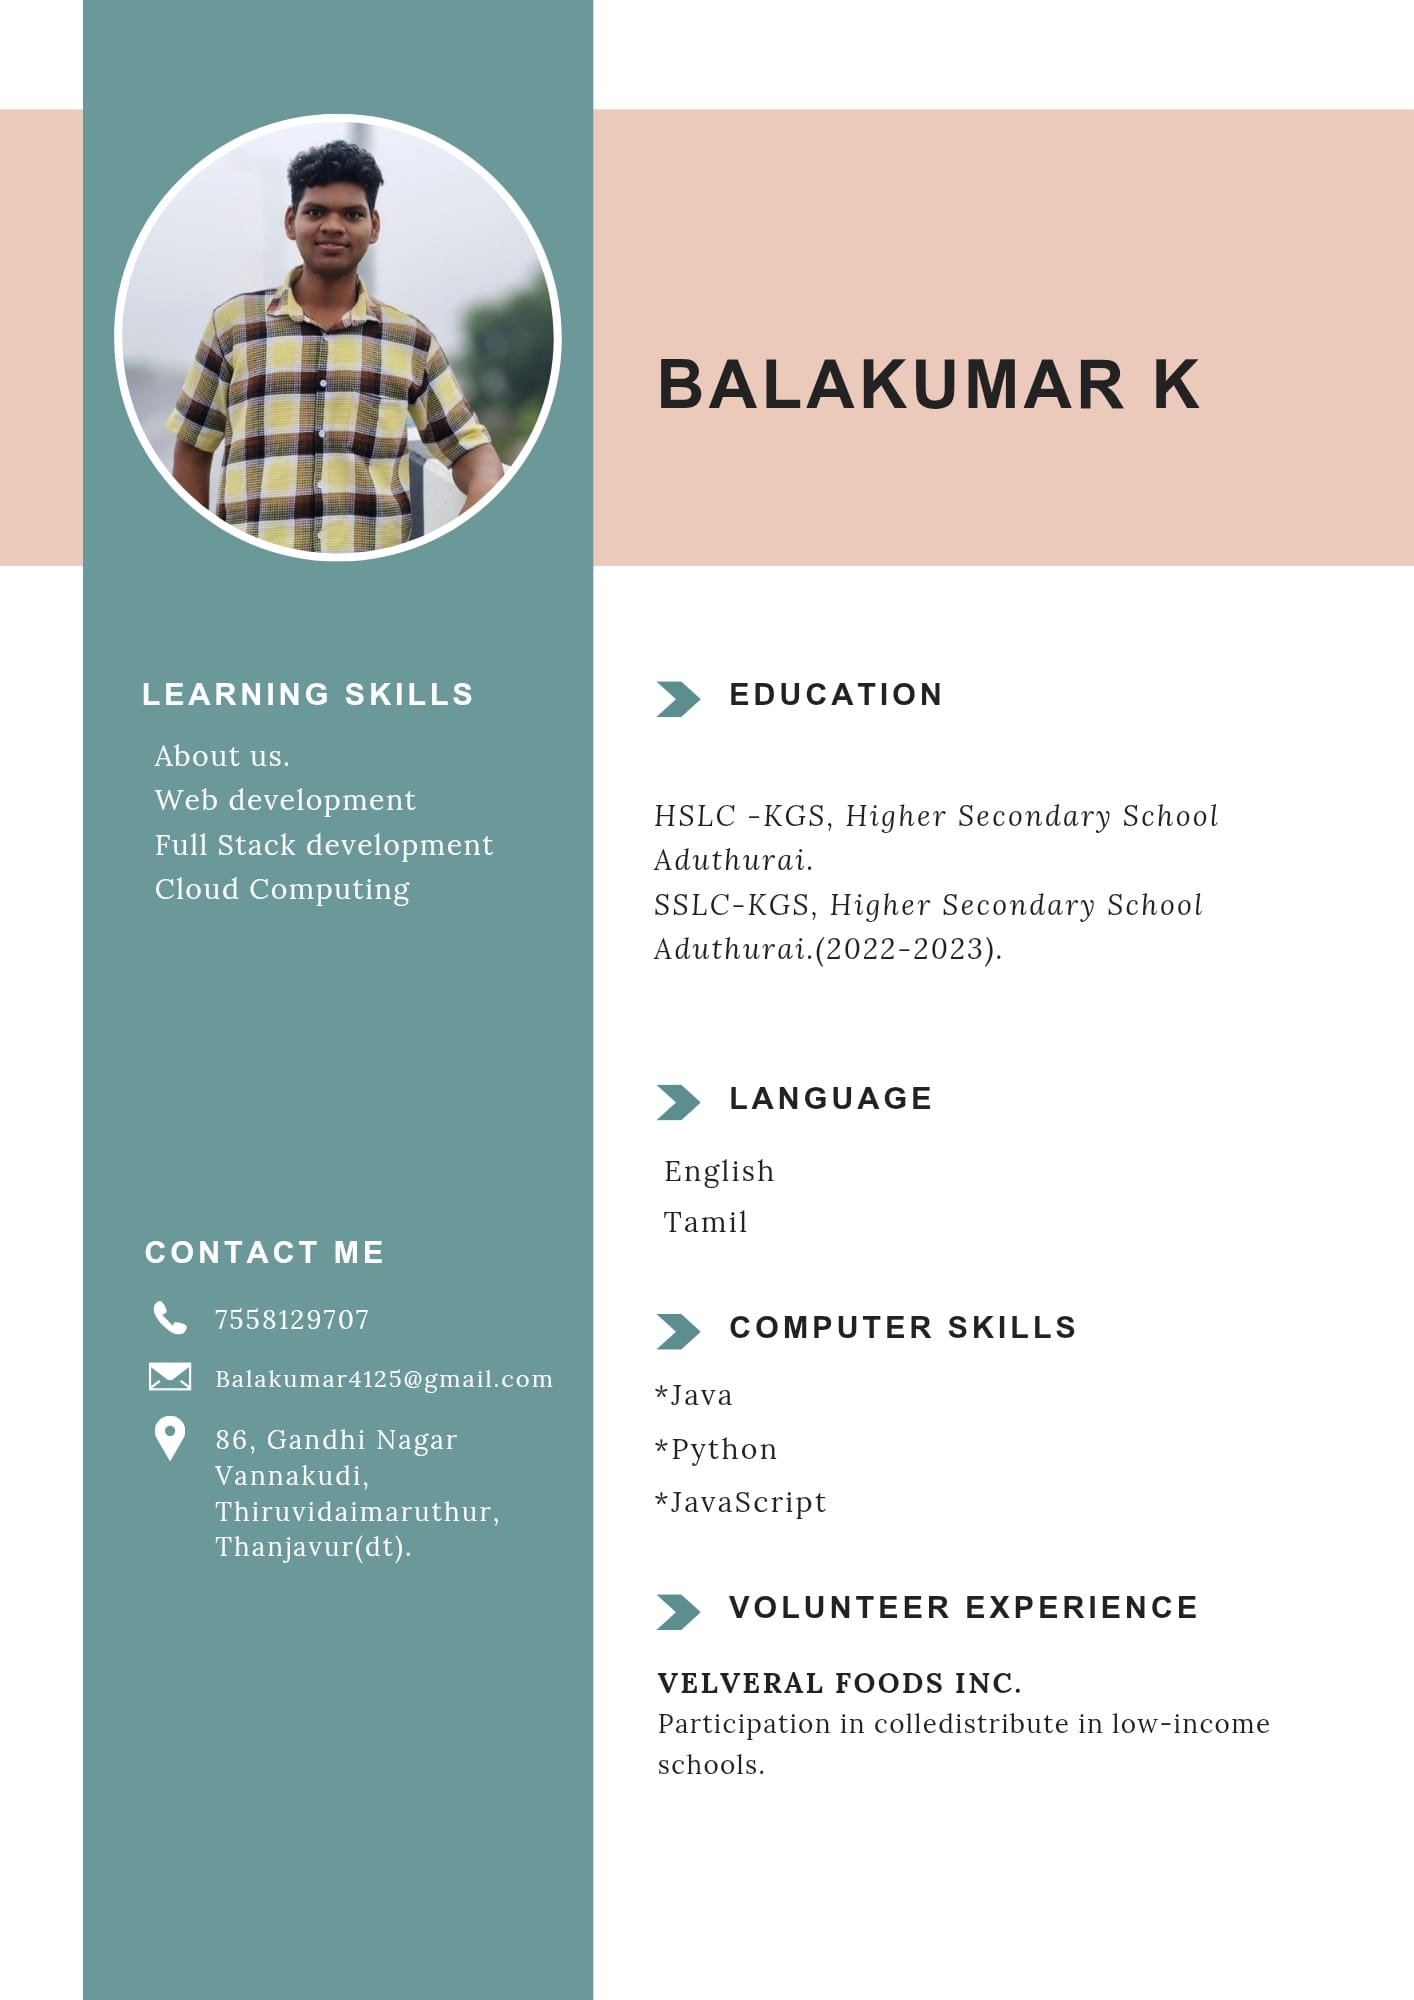 BALAKUMAR K
LEARNING SKILLS
About us.
Web development
Full Stack development
Cloud Computing
CONTACT ME
7558129707
Balakumar4125@gmail.com
86, Gandhi Nagar
Vannakudi,
Thiruvidaimaruthur,
Thanjavur(dt).
EDUCATION
HSLC -KGS, Higher Secondary School
Aduthurai.
SSLC-KGS, Higher Secondary School
Aduthurai.(2022-2023).
LANGUAGE
English
Tamil
COMPUTER SKILLS
*Java
*Python
*JavaScript
VOLUNTEER EXPERIENCE
VELVERAL FOODS INC.
Participation in colledistribute in low-income
schools.